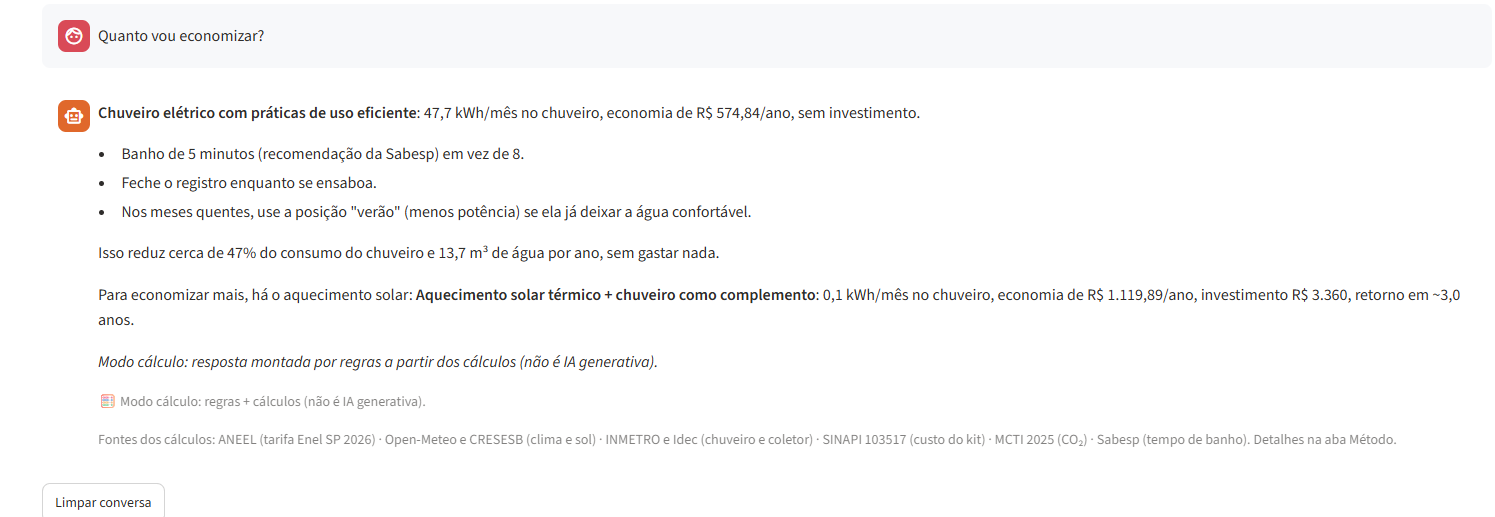 Quanto vou economizar?
Chuveiro elétrico com práticas de uso eficiente: 47,7 kWh/mês no chuveiro, economia de R$ 574,84/ano, sem investimento.
• Banho de 5 minutos (recomendação da Sabesp) em vez de 8.
• Feche o registro enquanto se ensaboa.
• Nos meses quentes, use a posição "verão" (menos potência) se ela já deixar a água confortável.
Isso reduz cerca de 47% do consumo do chuveiro e 13,7 m³ de água por ano, sem gastar nada.
Para economizar mais, há o aquecimento solar: Aquecimento solar térmico + chuveiro como complemento: 0,1 kWh/mês no chuveiro, economia de R$ 1.119,89/ano, investimento R$ 3.360, retorno em ~3,0
anos.
Modo cálculo: resposta montada por regras a partir dos cálculos (não é IA generativa).
Modo cálculo: regras + cálculos (não é IA generativa).
Fontes dos cálculos: ANEEL (tarifa Enel SP 2026) · Open-Meteo e CRESESB (clima e sol) · INMETRO e Idec (chuveiro e coletor) · SINAPI 103517 (custo do kit) · MCTI 2025 (CO₂) · Sabesp (tempo de banho). Detalhes na aba Método.
Limpar conversa